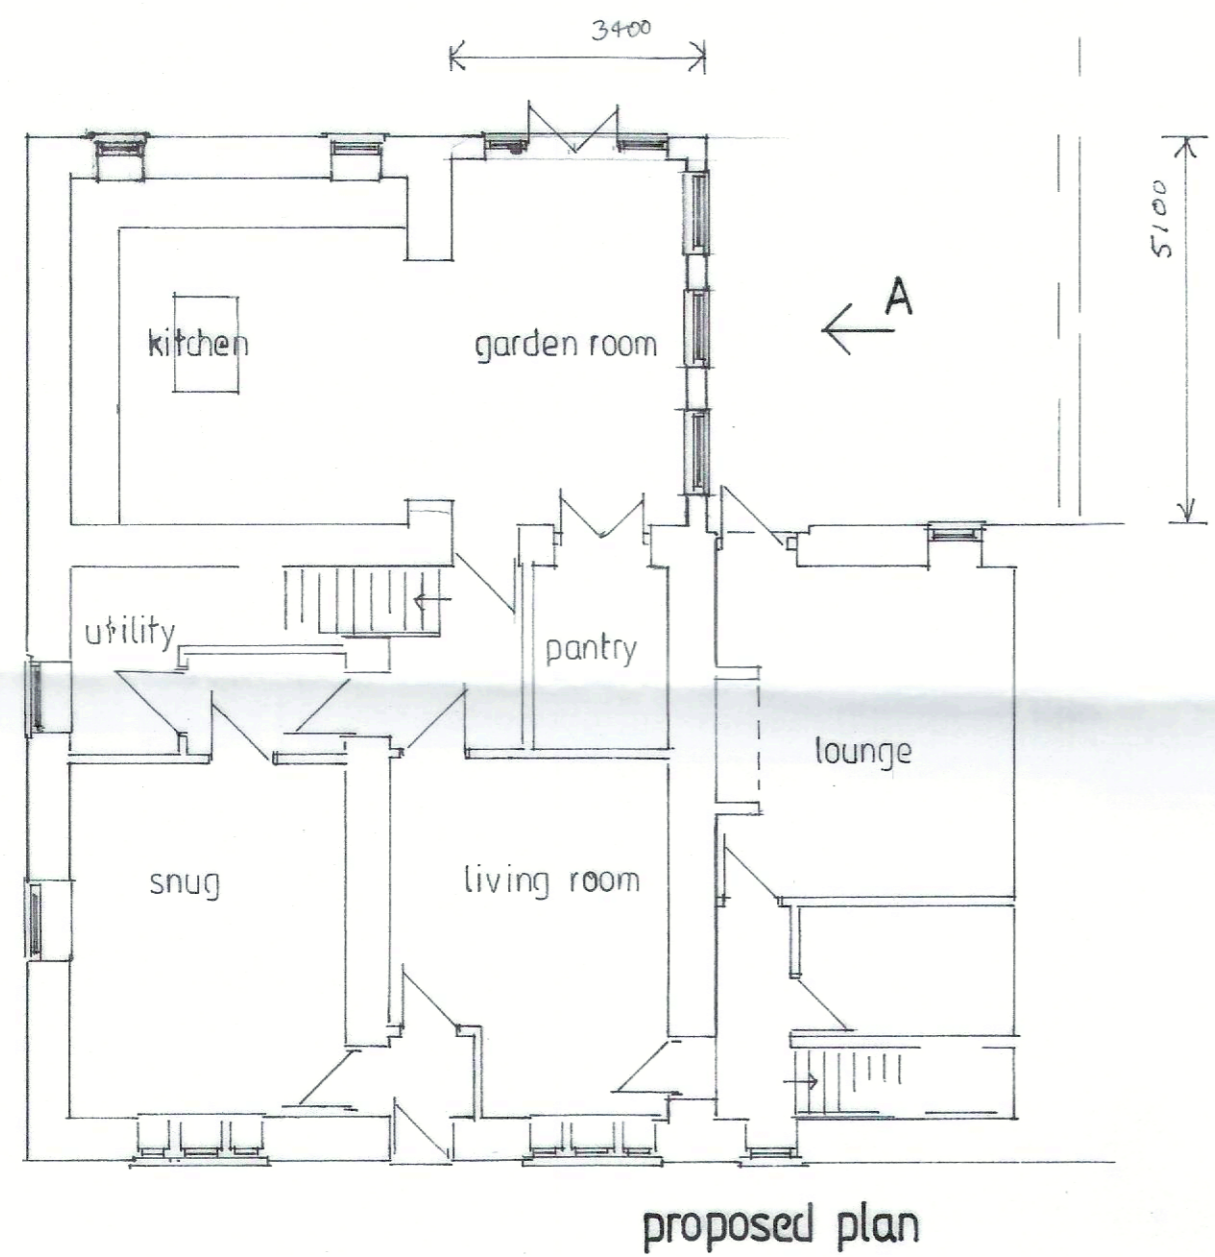 3400
5100
A
kitchen
garden room
utility
pantry
lounge
snug
living room
proposed plan